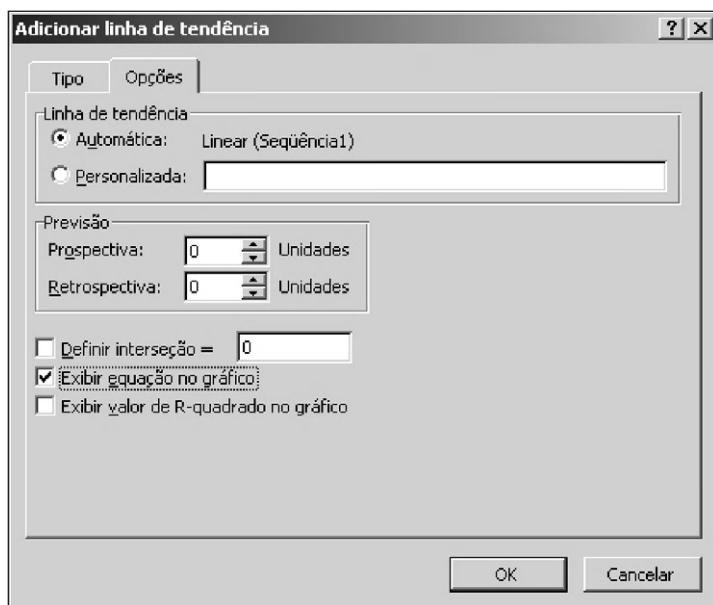 Adicionar linha de tendência
Tipo
Opções
Linha de tendência
Automática: Linear (Seqüência1)
Personalizada:
Previsão
Prospectiva: 0 Unidades
Retrospectiva: 0 Unidades
Definir interseção = 0
Exibir equação no gráfico
Exibir valor de R-quadrado no gráfico
OK
Cancelar